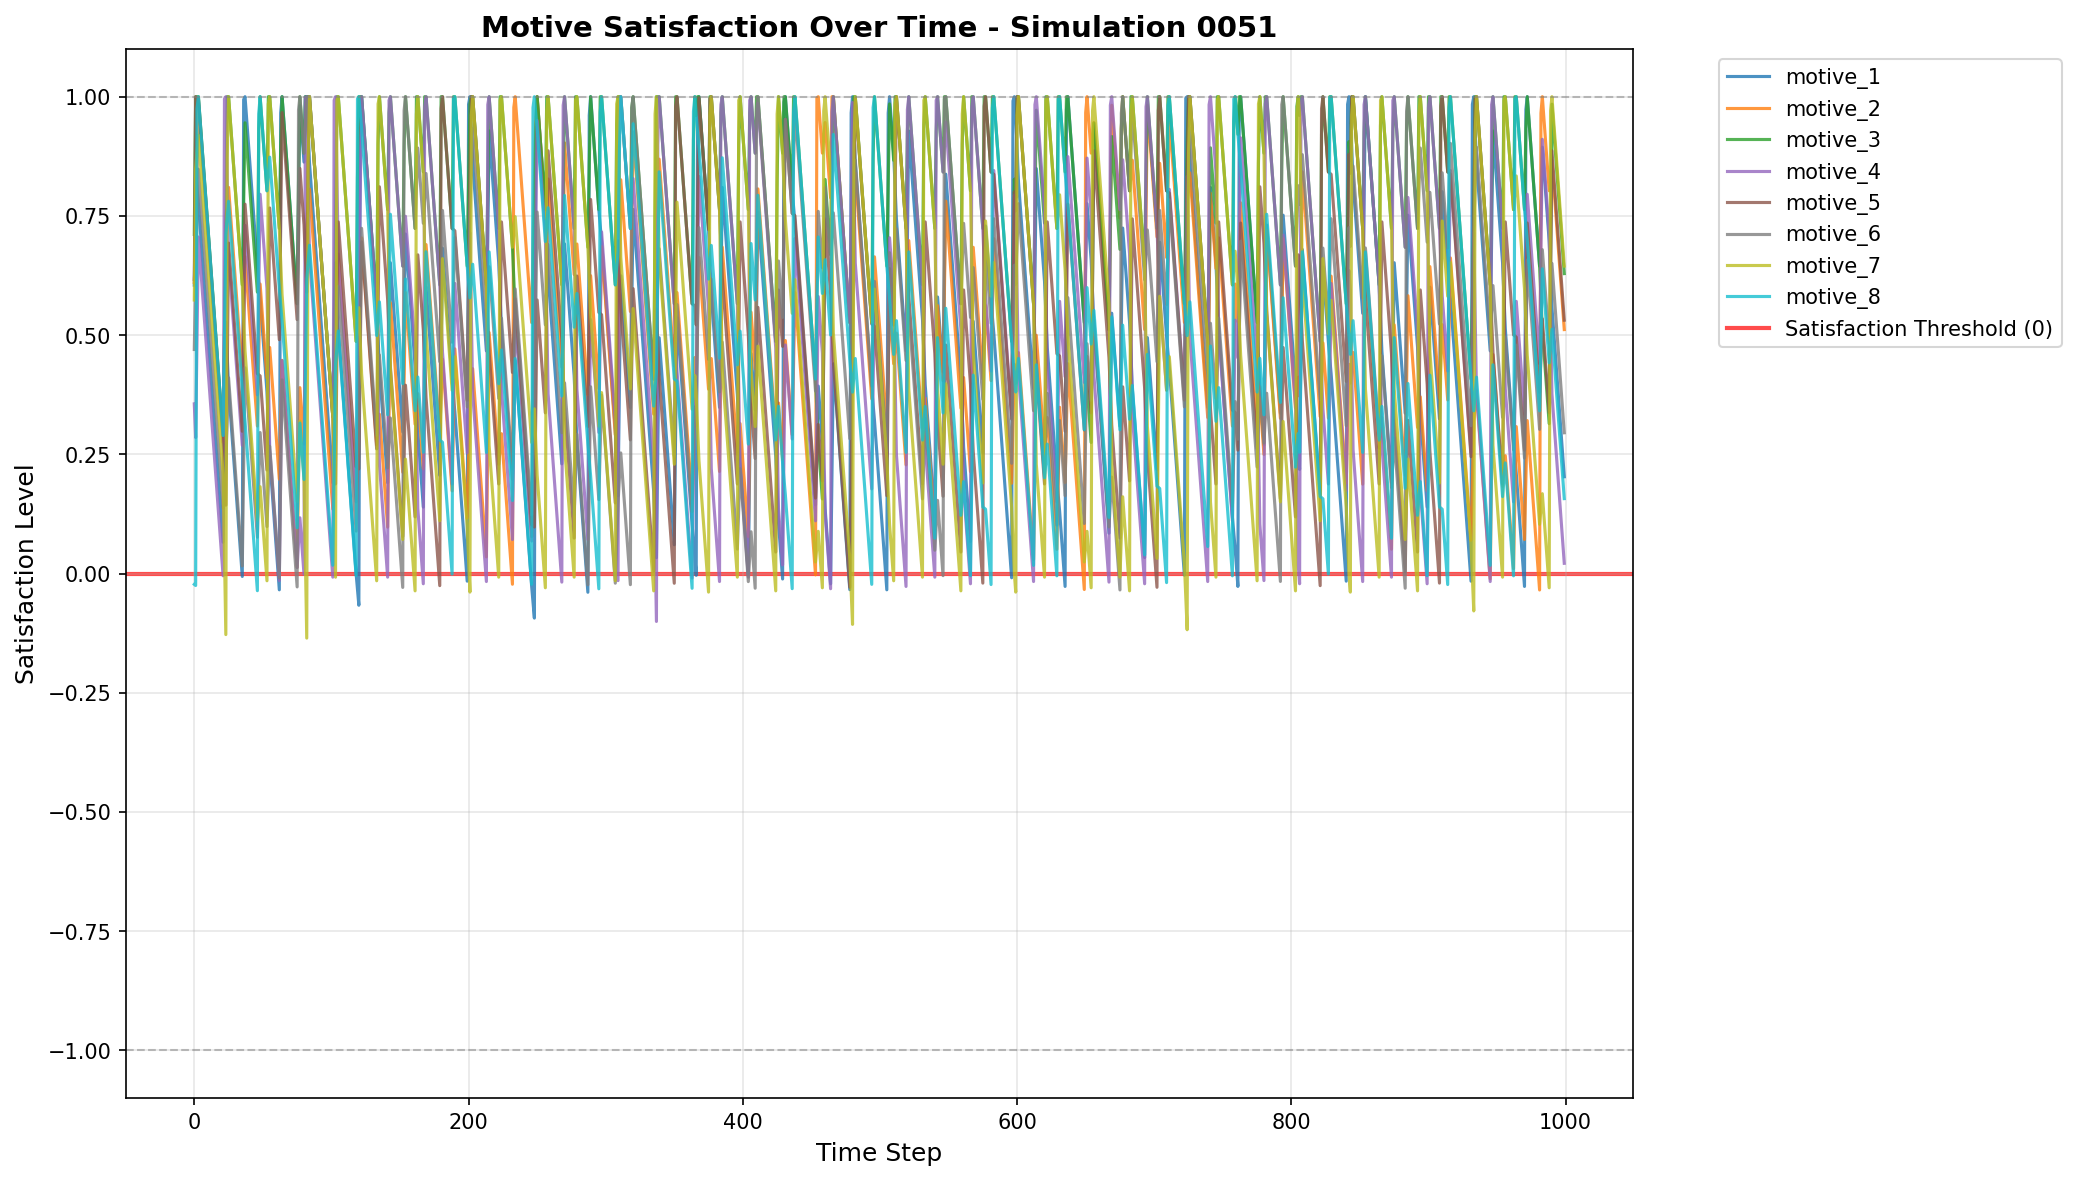 Motive Satisfaction Over Time - Simulation 0051
1.00
0.75
0.50
0.25
0.00
−0.25
−0.50
−0.75
−1.00
Satisfaction Level
0
200
400
600
800
1000
Time Step
motive_1
motive_2
motive_3
motive_4
motive_5
motive_6
motive_7
motive_8
Satisfaction Threshold (0)